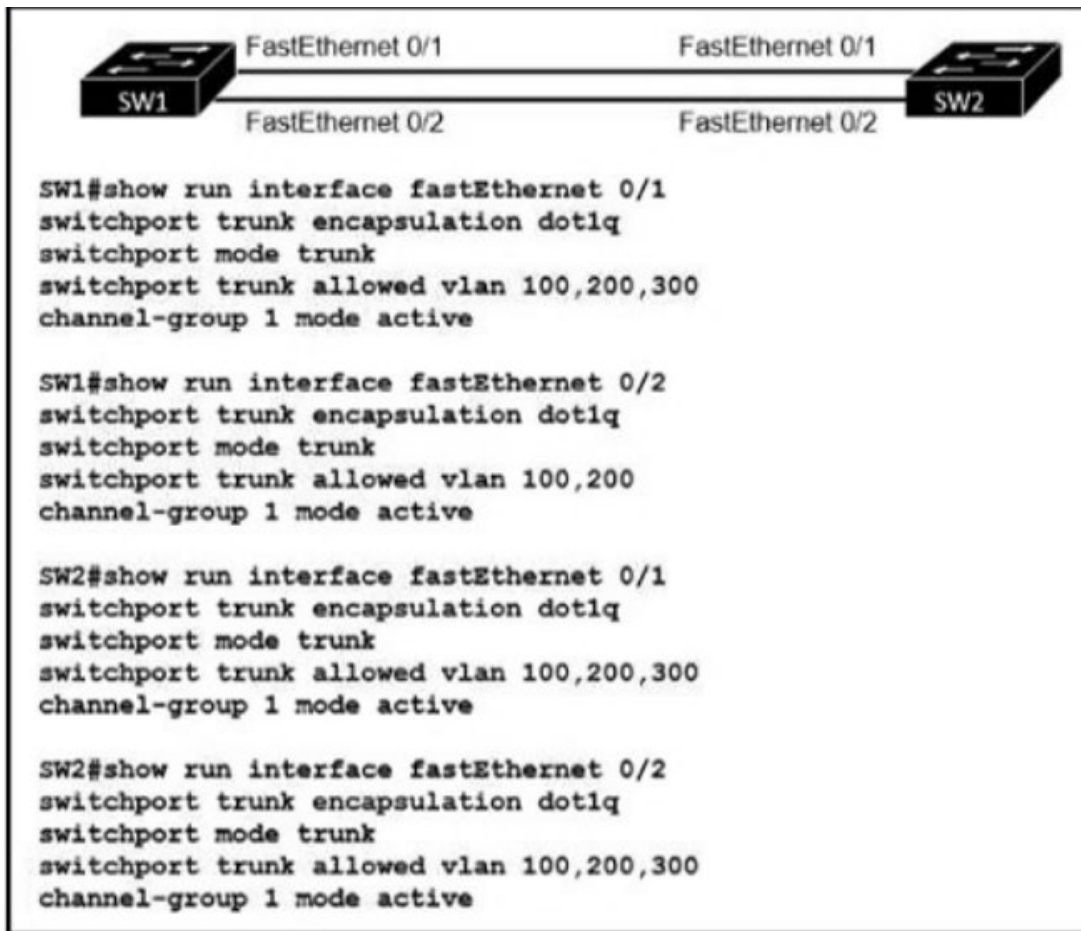 FastEthernet 0/1 FastEthernet 0/1
SW1 SW2
FastEthernet 0/2 FastEthernet 0/2
SW1#show run interface fastEthernet 0/1
switchport trunk encapsulation dot1q
switchport mode trunk
switchport trunk allowed vlan 100,200,300
channel-group 1 mode active
SW1#show run interface fastEthernet 0/2
switchport trunk encapsulation dot1q
switchport mode trunk
switchport trunk allowed vlan 100,200
channel-group 1 mode active
SW2#show run interface fastEthernet 0/1
switchport trunk encapsulation dot1q
switchport mode trunk
switchport trunk allowed vlan 100,200,300
channel-group 1 mode active
SW2#show run interface fastEthernet 0/2
switchport trunk encapsulation dot1q
switchport mode trunk
switchport trunk allowed vlan 100,200,300
channel-group 1 mode active